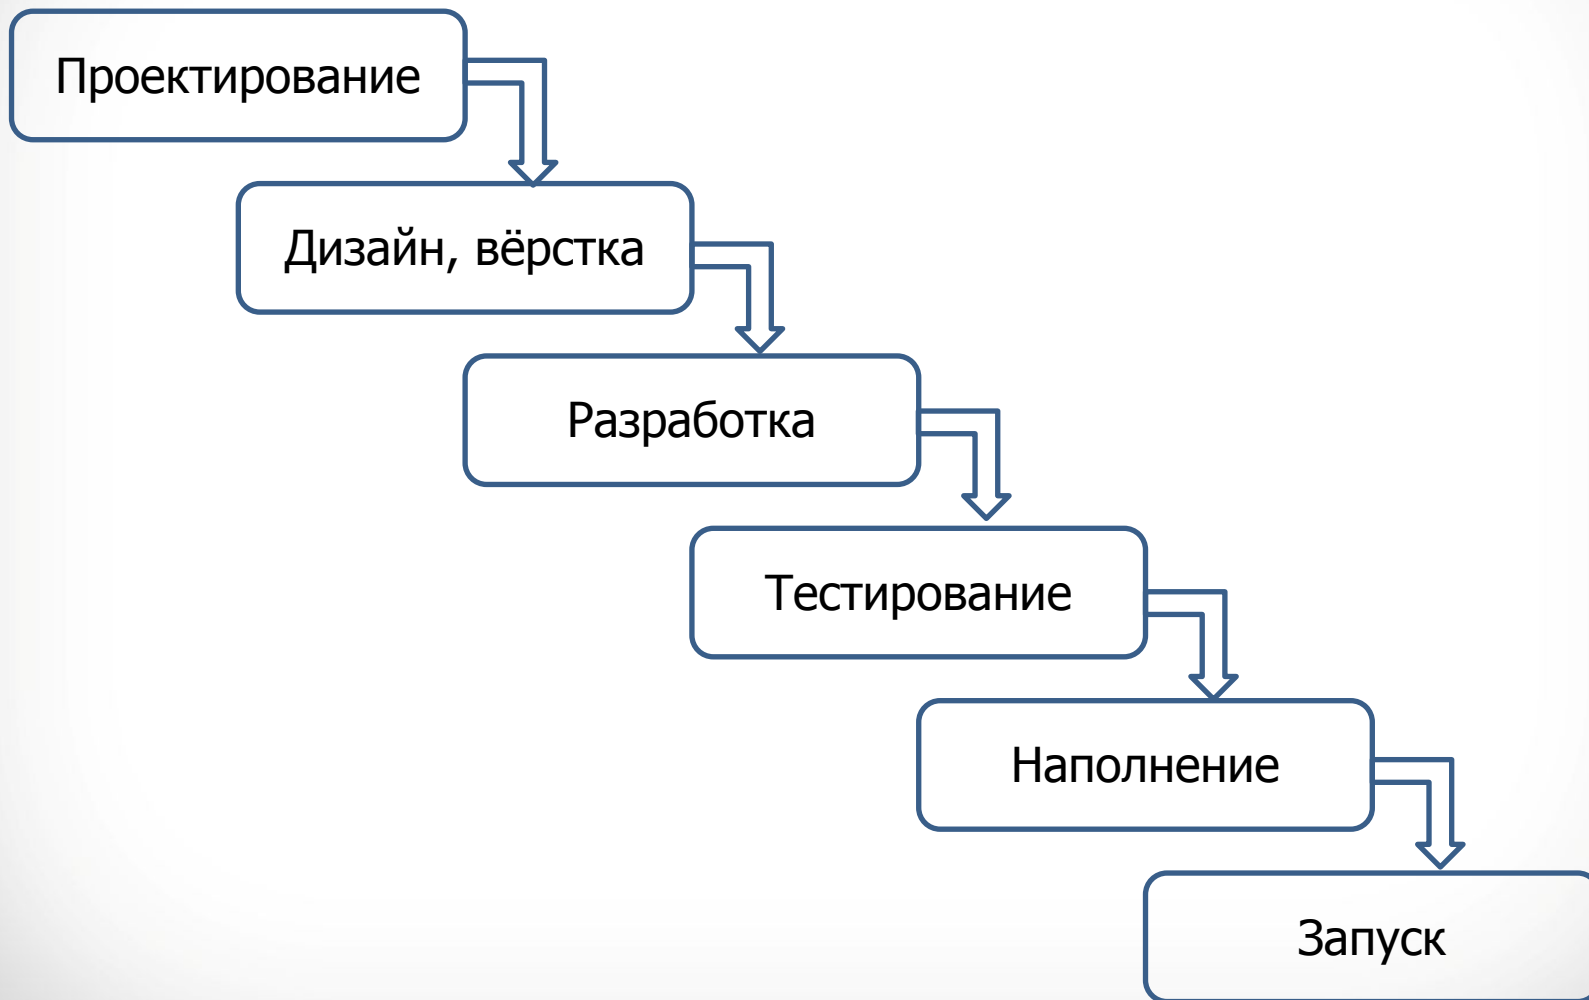 Проектирование
Дизайн, вёрстка
Разработка
Тестирование
Наполнение
Запуск